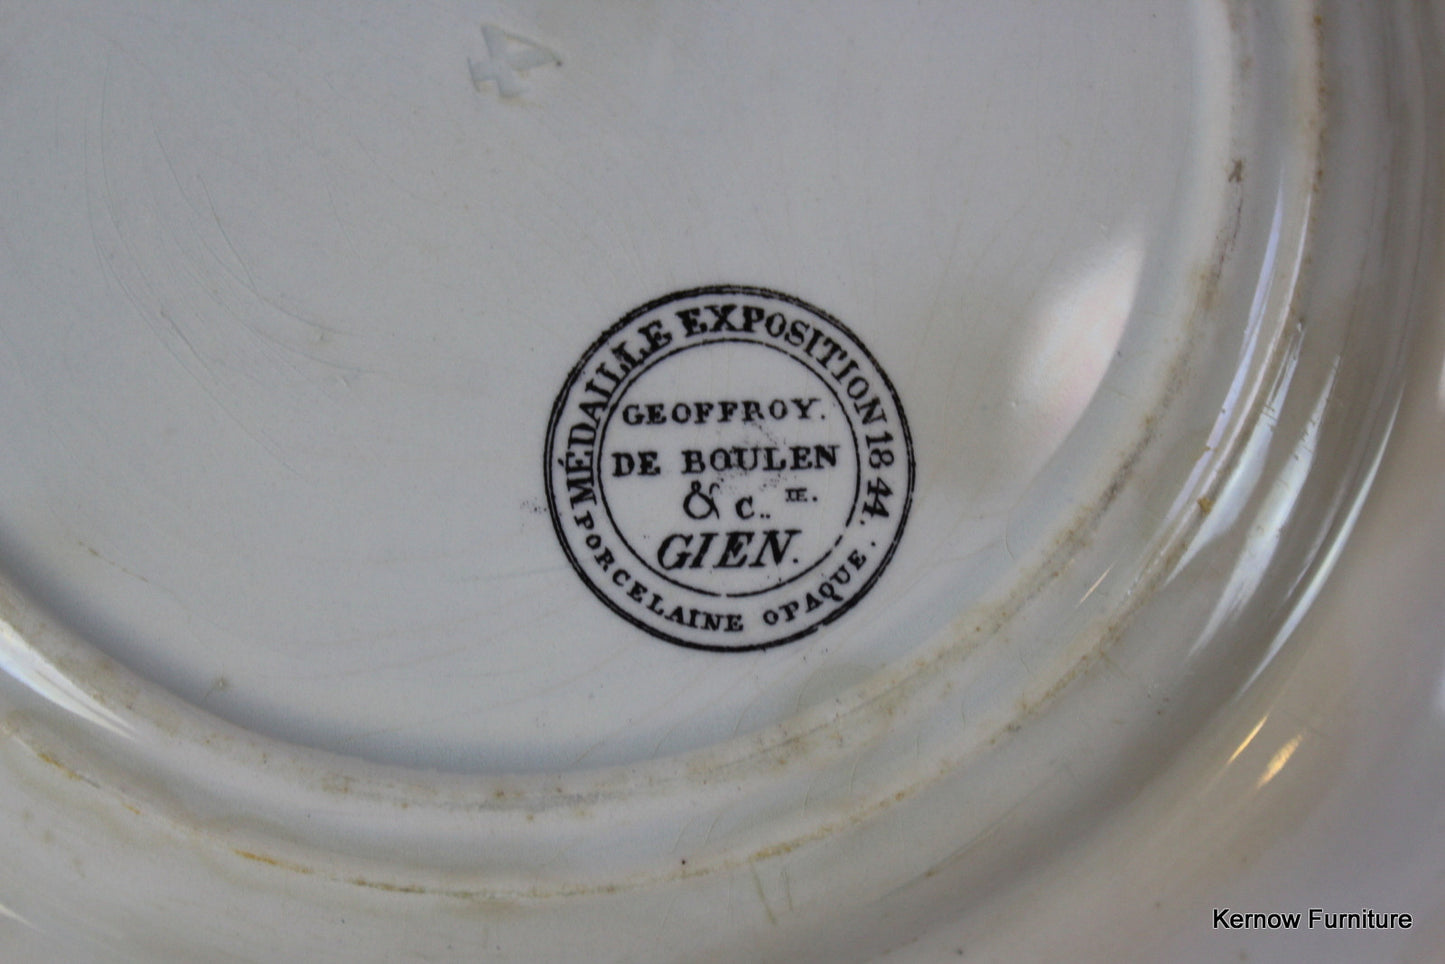 MÉDAILLE EXPOSITION 1844.
GEOFFROY.
DE BOULEN
& C.. IE.
GIEN.
PORCELAINE OPAQUE.
Kernow Furniture